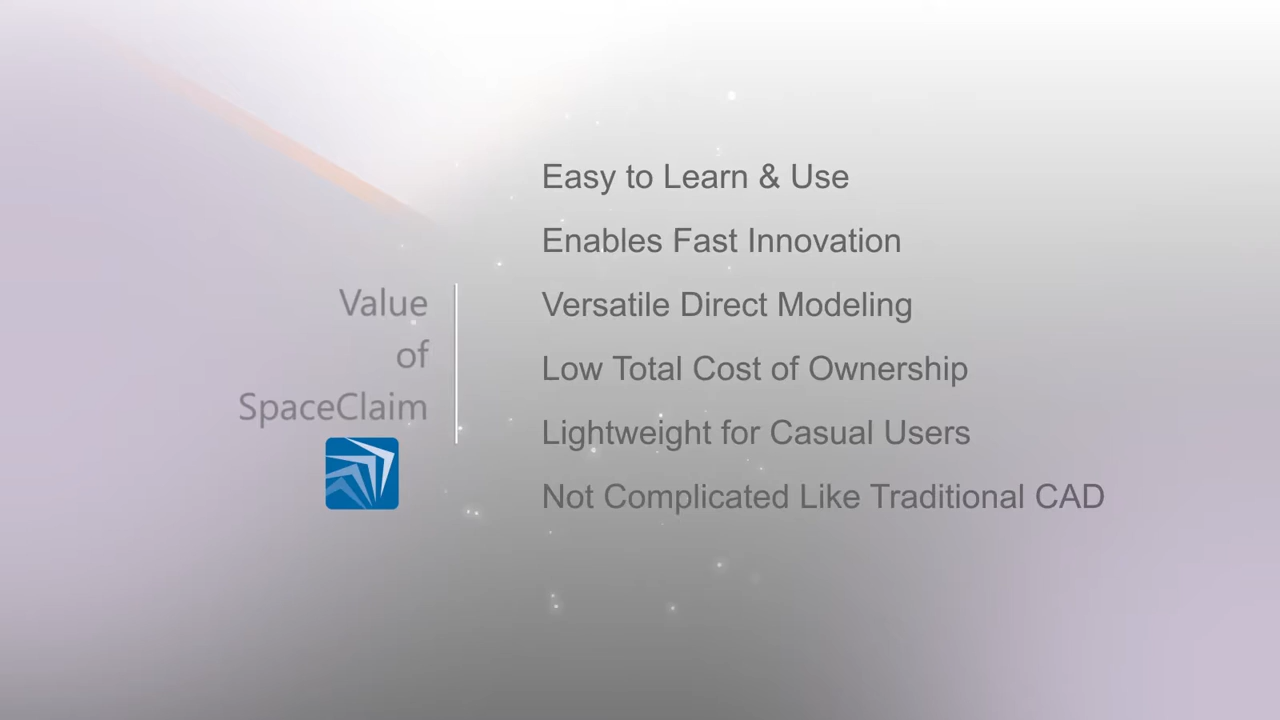 Value
of
SpaceClaim
Easy to Learn & Use
Enables Fast Innovation
Versatile Direct Modeling
Low Total Cost of Ownership
Lightweight for Casual Users
Not Complicated Like Traditional CAD